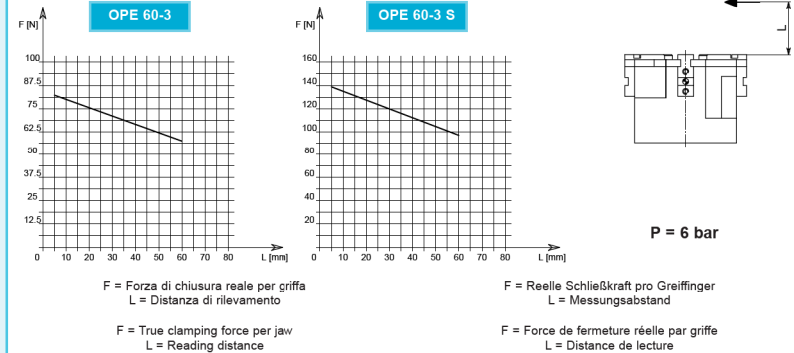 OPE 60-3
F [N]
100
87.5
75
62.5
50
37.5
25
12.5
0 10 20 30 40 50 60 70 80 L [mm]
OPE 60-3 S
F [N]
160
140
120
100
80
60
40
20
0 10 20 30 40 50 60 70 80 L [mm]
L
P = 6 bar
F = Forza di chiusura reale per griffa
L = Distanza di rilevamento
F = True clamping force per jaw
L = Reading distance
F = Reelle Schließkraft pro Greiffinger
L = Messungsabstand
F = Force de fermeture réelle par griffe
L = Distance de lecture